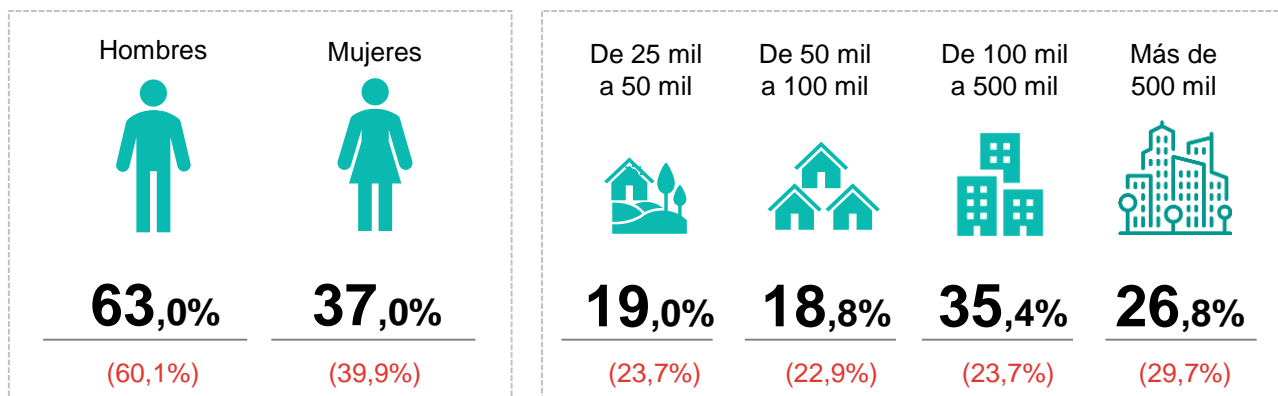 Hombres
Mujeres
63,0%
37,0%
(60,1%)
(39,9%)
De 25 mil
a 50 mil
De 50 mil
a 100 mil
De 100 mil
a 500 mil
Más de
500 mil
19,0%
18,8%
35,4%
26,8%
(23,7%)
(22,9%)
(23,7%)
(29,7%)